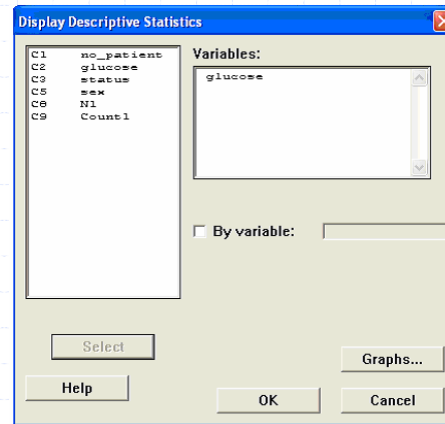 Display Descriptive Statistics
C1 no_patient
C2 glucose
C3 status
C5 sex
C8 N1
C9 Count1
Variables:
glucose
By variable:
Select
Graphs...
Help
OK
Cancel